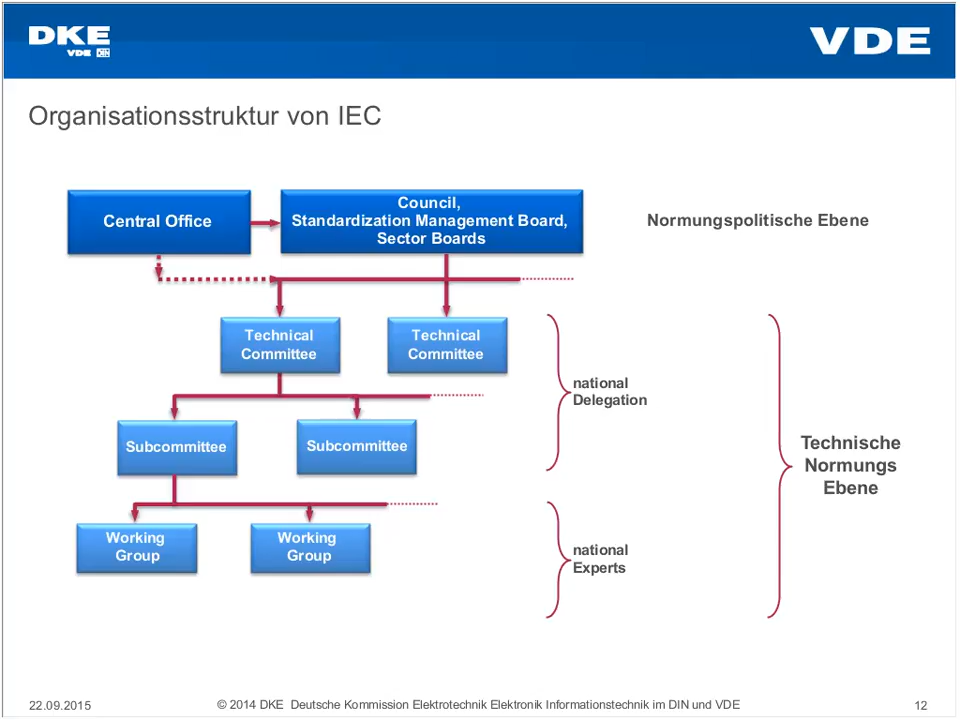 DKE
VDE DIN
VDE
Organisationsstruktur von IEC
Central Office
Council,
Standardization Management Board,
Sector Boards
Normungspolitische Ebene
Technical
Committee
Technical
Committee
national
Delegation
Subcommittee
Subcommittee
Technische
Normungs
Ebene
Working
Group
Working
Group
national
Experts
22.09.2015
© 2014 DKE Deutsche Kommission Elektrotechnik Elektronik Informationstechnik im DIN und VDE
12